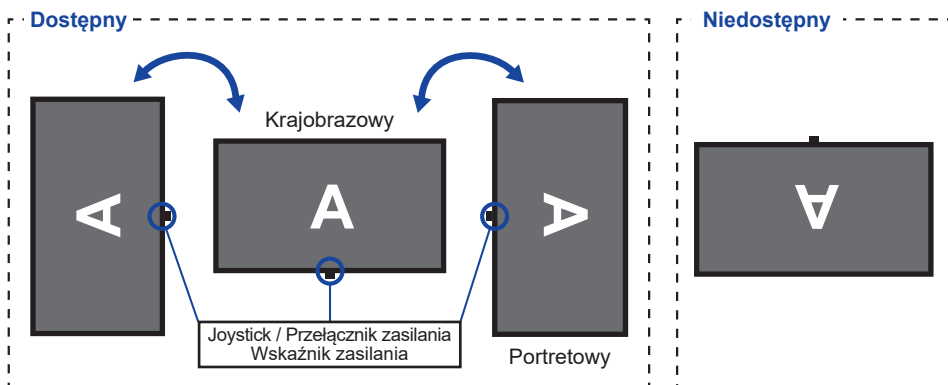 Dostępny
Niedostępny
Krajobrazowy
A
A
A
A
Joystick / Przełącznik zasilania
Wskaźnik zasilania
Portretowy